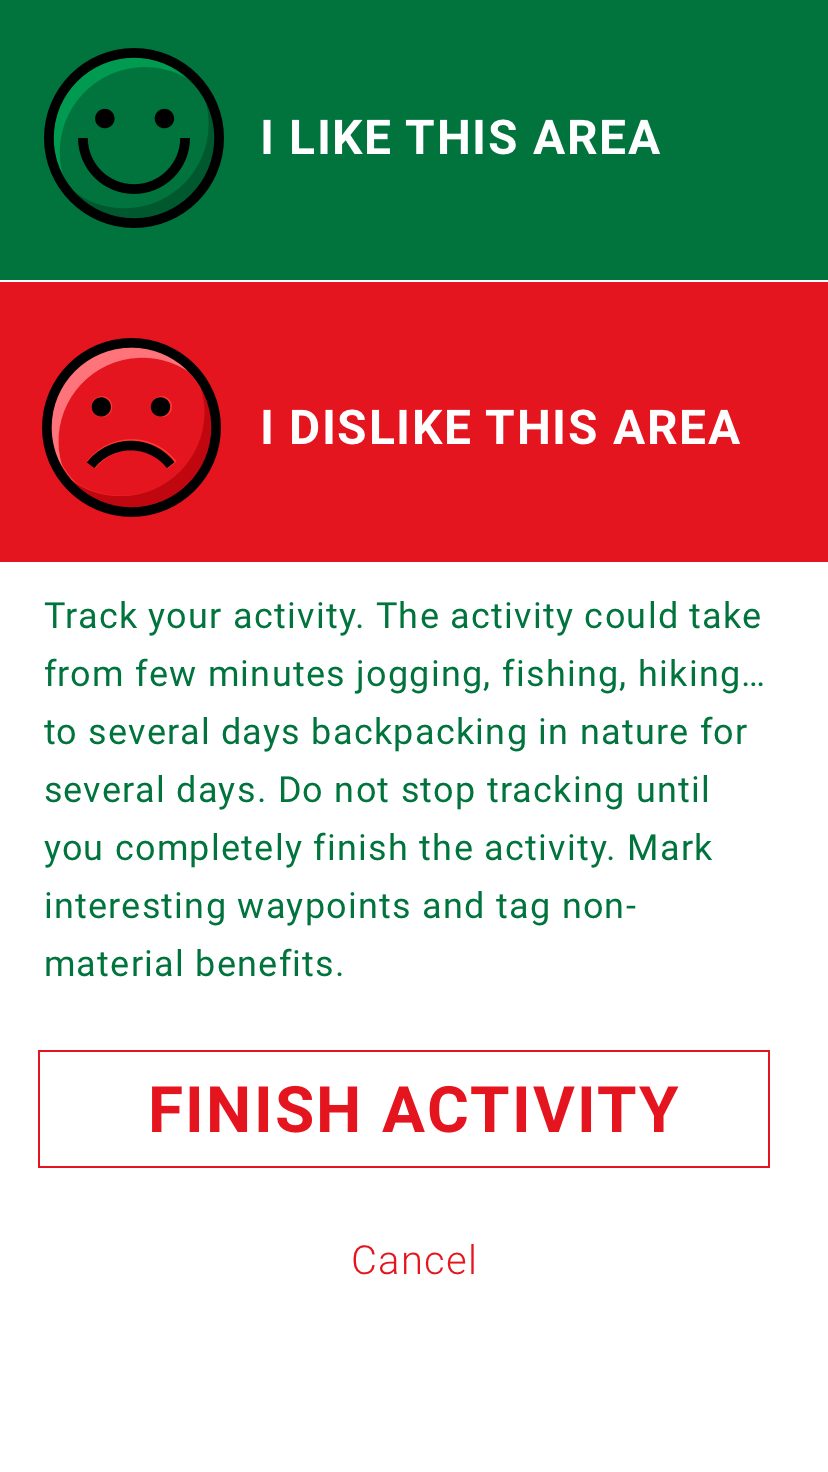 I LIKE THIS AREA
I DISLIKE THIS AREA
Track your activity. The activity could take
from few minutes jogging, fishing, hiking…
to several days backpacking in nature for
several days. Do not stop tracking until
you completely finish the activity. Mark
interesting waypoints and tag non-
material benefits.
FINISH ACTIVITY
Cancel